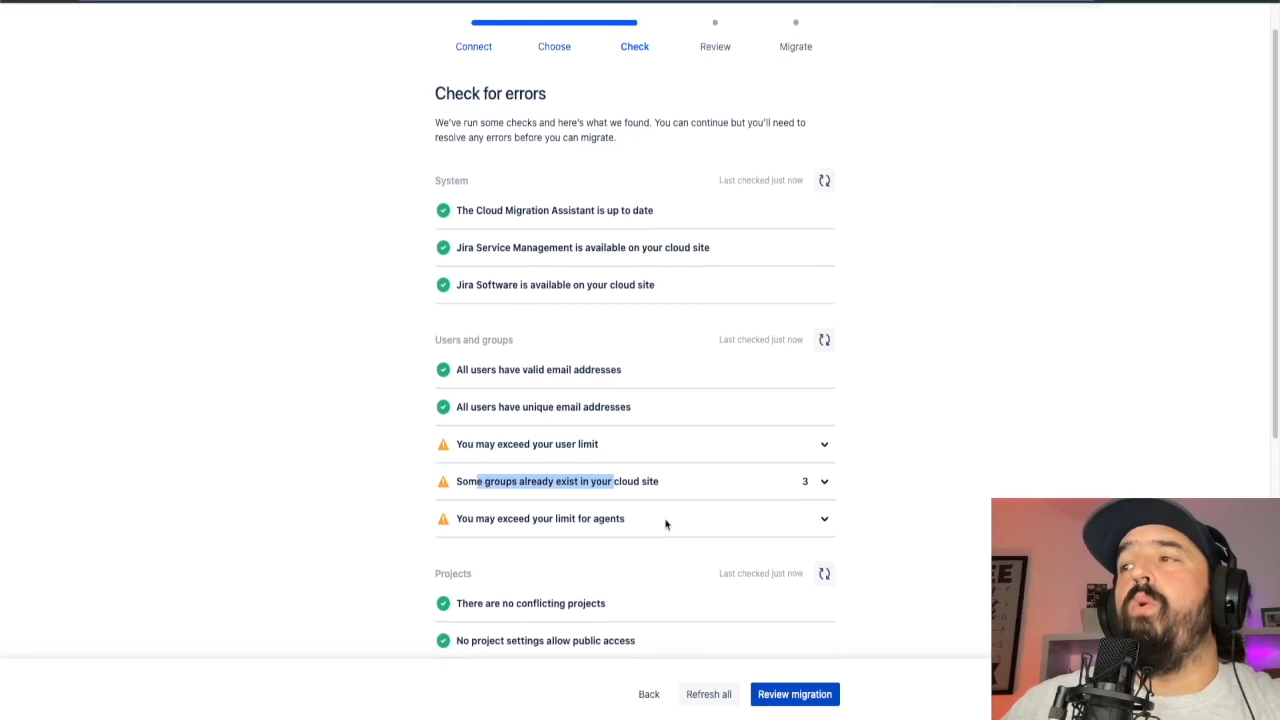 Connect
Choose
Check
Review
Migrate
Check for errors
We've run some checks and here's what we found. You can continue but you'll need to
resolve any errors before you can migrate.
System
Last checked just now
The Cloud Migration Assistant is up to date
Jira Service Management is available on your cloud site
Jira Software is available on your cloud site
Users and groups
Last checked just now
All users have valid email addresses
All users have unique email addresses
You may exceed your user limit
Some groups already exist in your cloud site
3
You may exceed your limit for agents
Projects
Last checked just now
There are no conflicting projects
No project settings allow public access
Back
Refresh all
Review migration